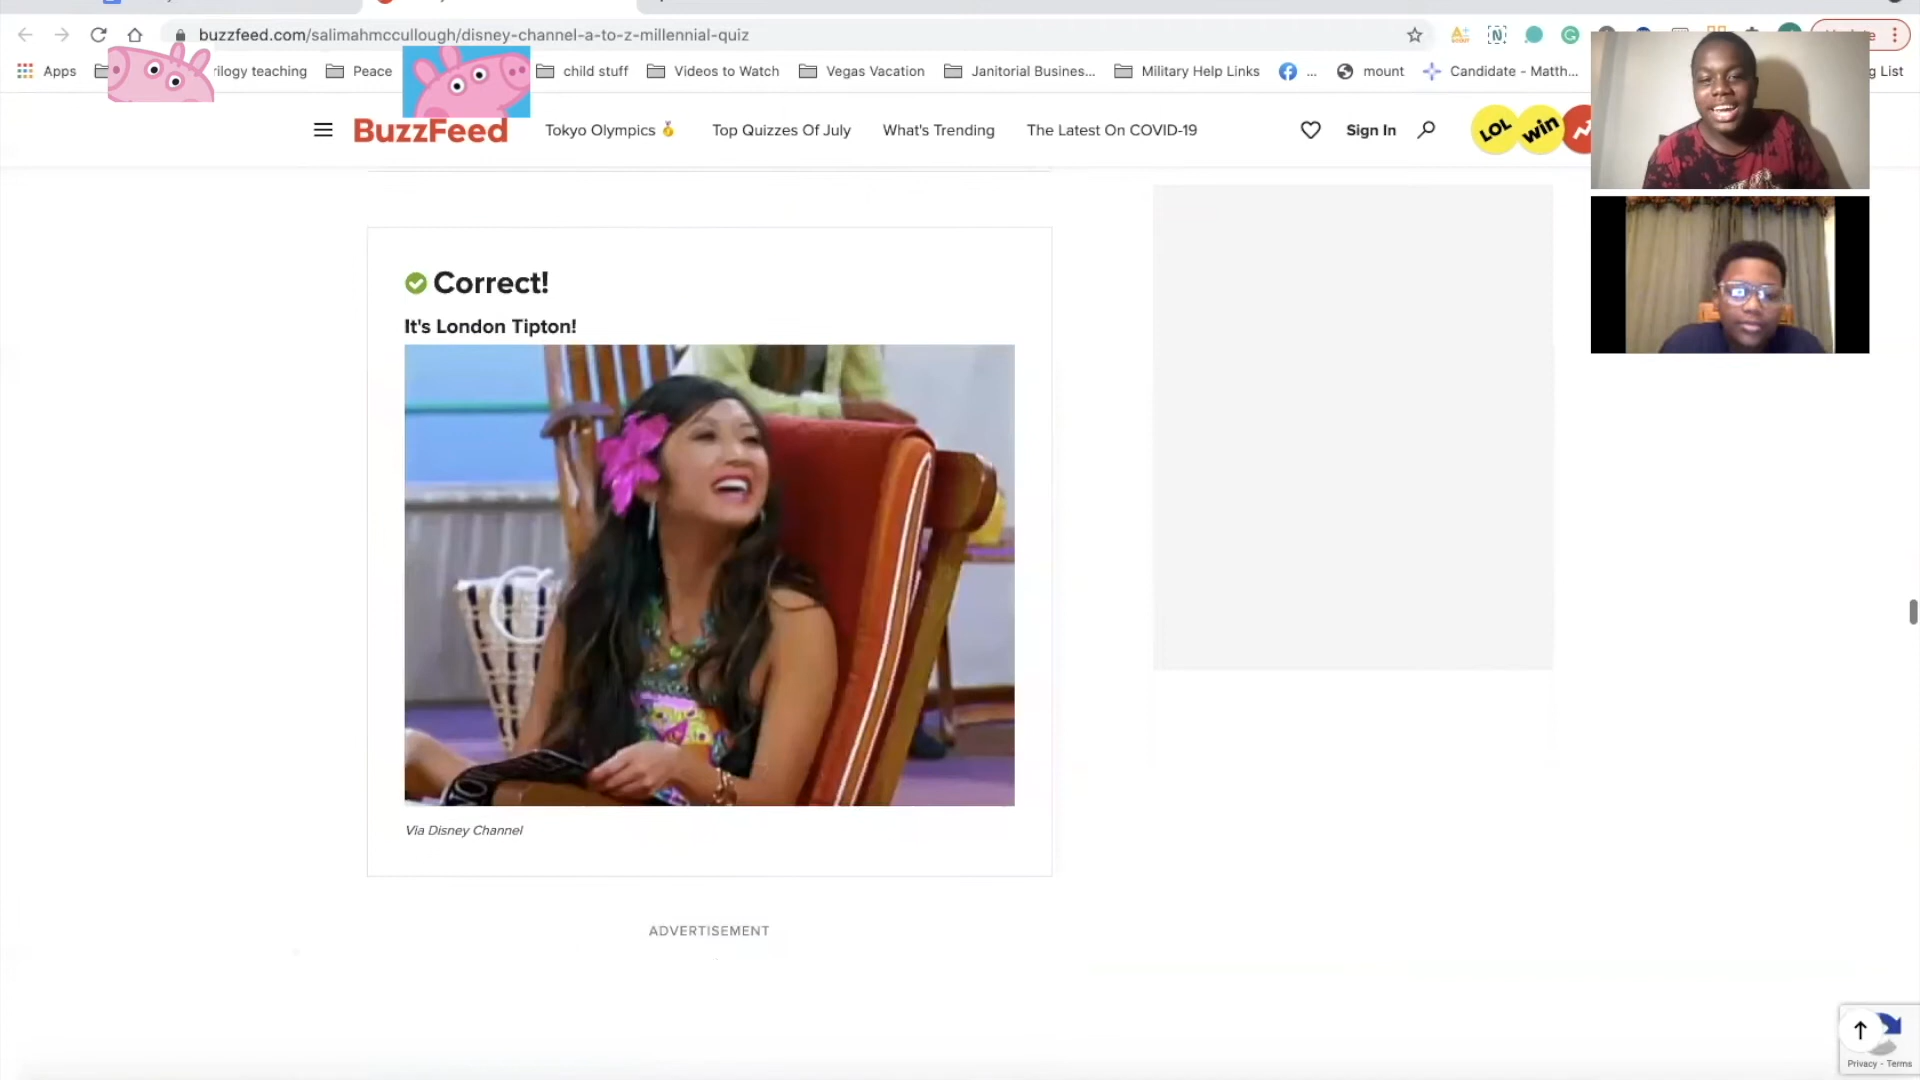 buzzfeed.com/salimahmccullough/disney-channel-a-to-z-millennial-quiz
Apps rilogy teaching Peace child stuff Videos to Watch Vegas Vacation Janitorial Busines... Military Help Links ... mount Candidate - Matth... g List
BuzzFeed Tokyo Olympics Top Quizzes Of July What's Trending The Latest On COVID-19 Sign In LOL win
Correct!
It's London Tipton!
Via Disney Channel
ADVERTISEMENT
Privacy - Terms